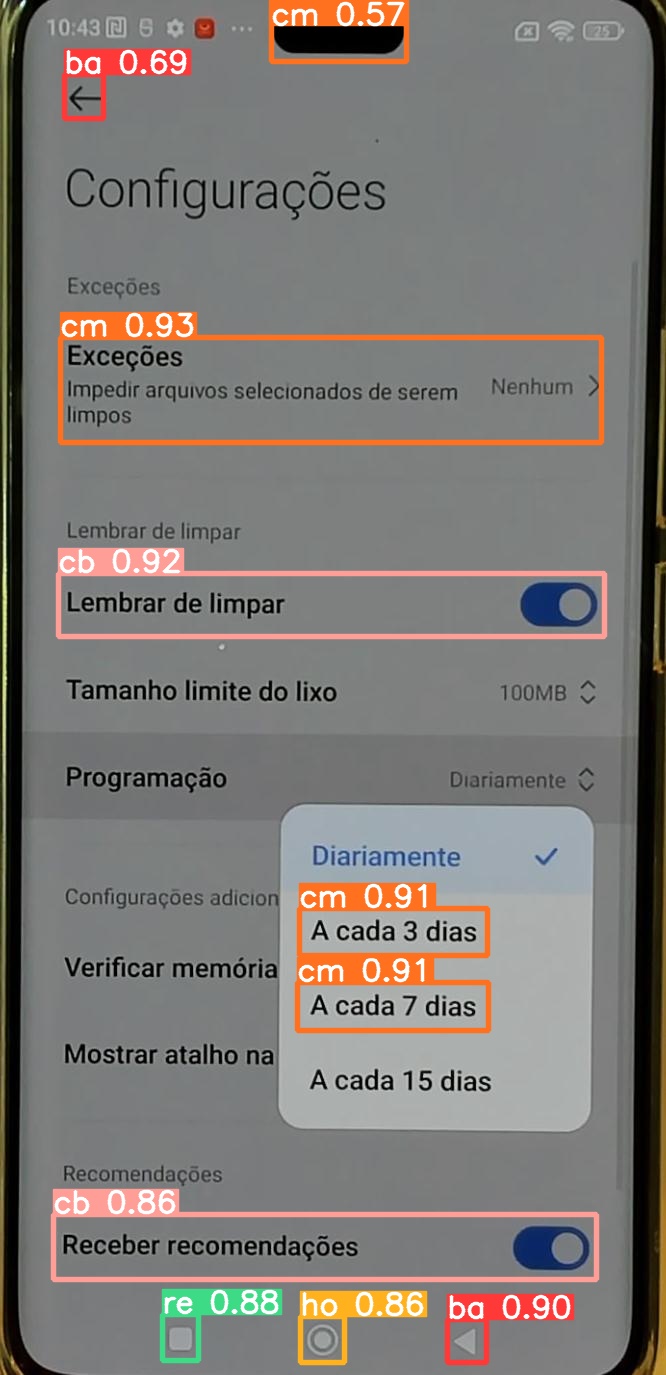 cm 0.57
10:43
25
ba 0.69
Configurações
Exceções
cm 0.93
Exceções
Impedir arquivos selecionados de serem
limpos
Nenhum
Lembrar de limpar
cb 0.92
Lembrar de limpar
Tamanho limite do lixo 100MB
Programação Diariamente
Diariamente
Configurações adicion
cm 0.91
A cada 3 dias
Verificar memória
cm 0.91
A cada 7 dias
Mostrar atalho na
A cada 15 dias
Recomendações
cb 0.86
Receber recomendações
re 0.88 ho 0.86 ba 0.90